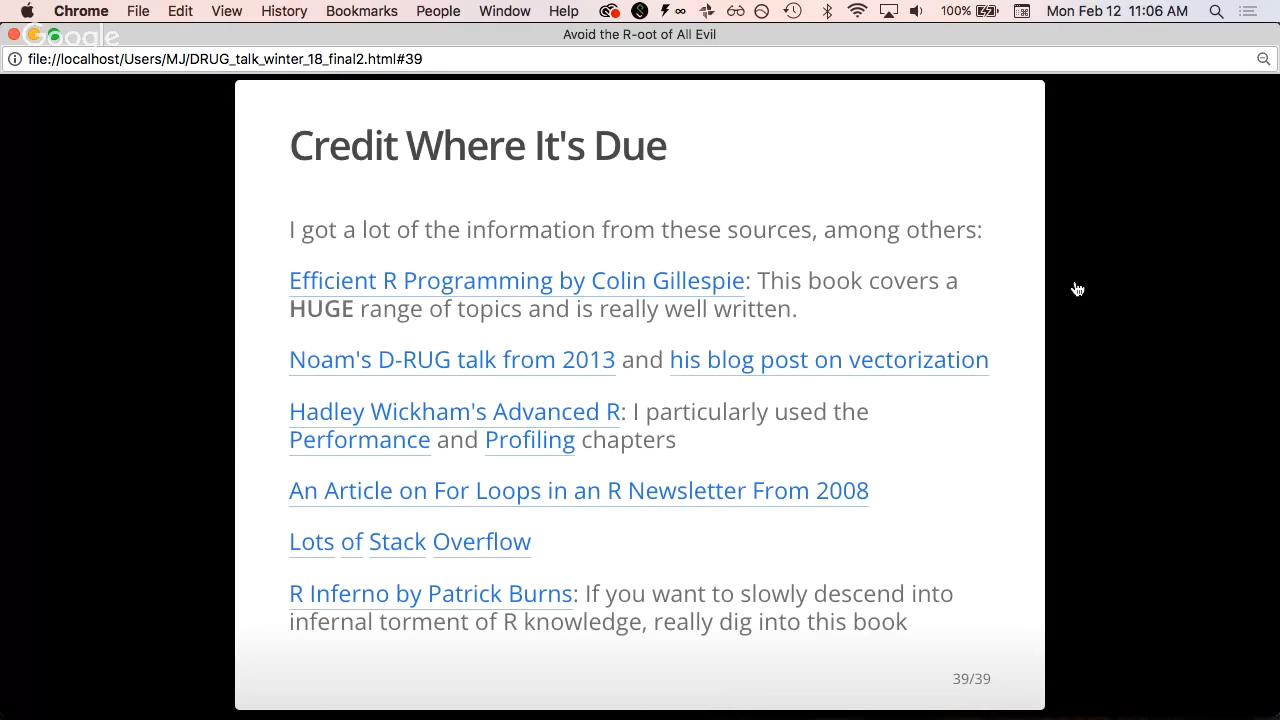 Chrome File Edit View History Bookmarks People Window Help 100% Mon Feb 12 11:06 AM
Google
Avoid the R-oot of All Evil
file://localhost/Users/MJ/DRUG_talk_winter_18_final2.html#39
Credit Where It's Due
I got a lot of the information from these sources, among others:
Efficient R Programming by Colin Gillespie: This book covers a
HUGE range of topics and is really well written.
Noam's D-RUG talk from 2013 and his blog post on vectorization
Hadley Wickham's Advanced R: I particularly used the
Performance and Profiling chapters
An Article on For Loops in an R Newsletter From 2008
Lots of Stack Overflow
R Inferno by Patrick Burns: If you want to slowly descend into
infernal torment of R knowledge, really dig into this book
39/39